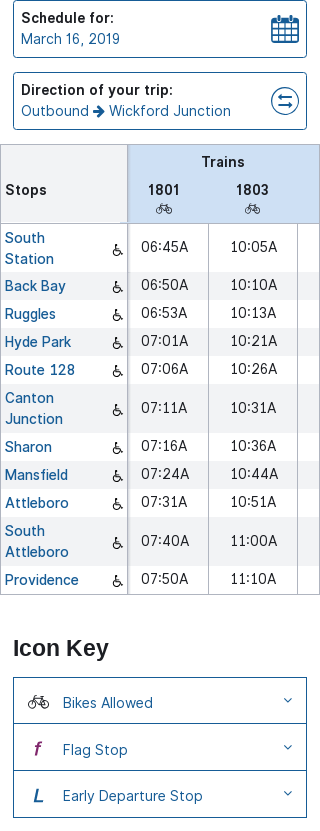 Schedule for:
March 16, 2019
Direction of your trip:
Outbound → Wickford Junction
Trains
Stops 1801 1803
South Station 06:45A 10:05A
Back Bay 06:50A 10:10A
Ruggles 06:53A 10:13A
Hyde Park 07:01A 10:21A
Route 128 07:06A 10:26A
Canton Junction 07:11A 10:31A
Sharon 07:16A 10:36A
Mansfield 07:24A 10:44A
Attleboro 07:31A 10:51A
South Attleboro 07:40A 11:00A
Providence 07:50A 11:10A
Icon Key
Bikes Allowed
f Flag Stop
L Early Departure Stop